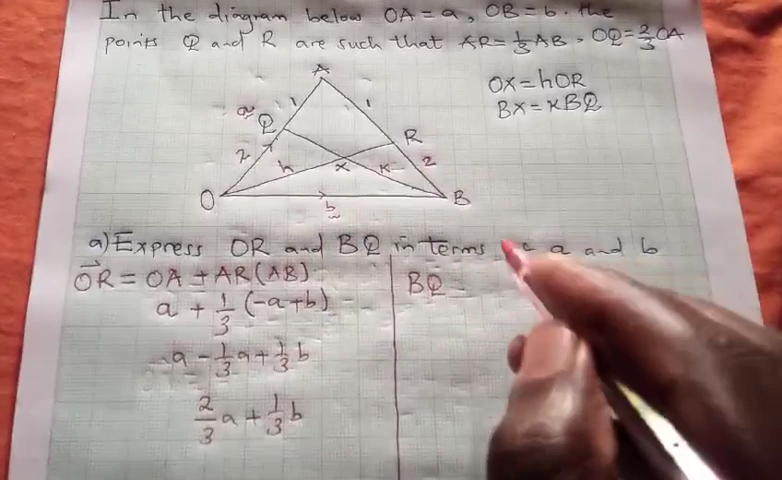 In the diagram below OA = a, OB = b. the
points Q and R are such that AR = 1/3 AB, OQ = 2/3 OA
A
OX = hOR
BX = KBQ
1
1
a
Q
R
2
2
h
X
K
O
B
b
a) Express OR and BQ in terms a and b
OR = OA + AR (AB)
BQ =
a + 1/3 (-a+b)
a - 1/3 a + 1/3 b
2/3 a + 1/3 b